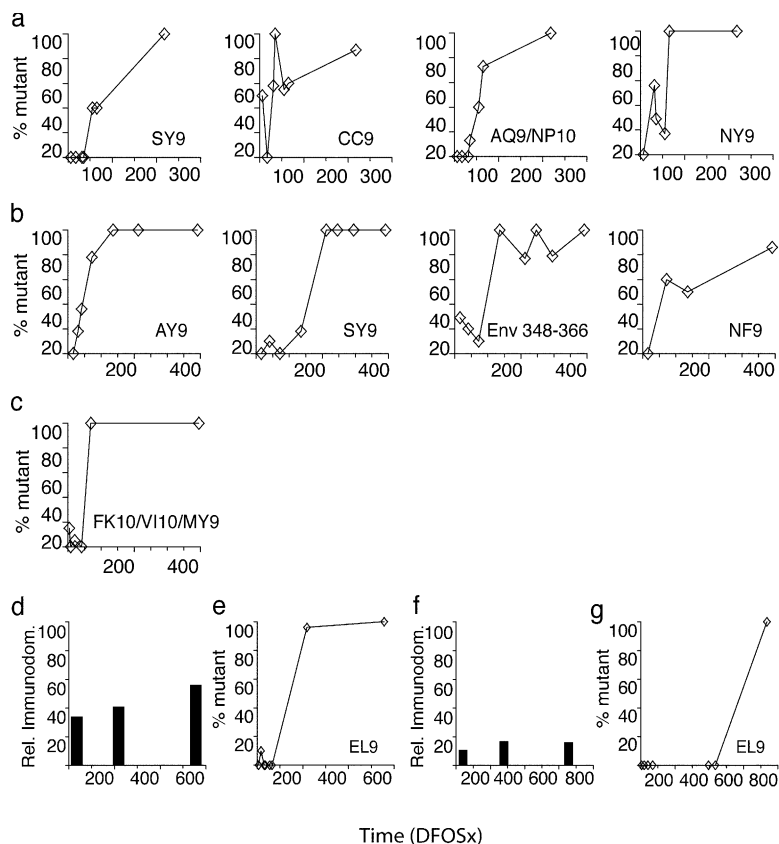 a
% mutant
100
80
60
40
20
100 200 300
SY9
100
80
60
40
20
100 200 300
CC9
100
80
60
40
20
100 200 300
AQ9/NP10
100
80
60
40
20
100 200 300
NY9
b
% mutant
100
80
60
40
20
200 400
AY9
100
80
60
40
20
200 400
SY9
100
80
60
40
20
200 400
Env 348-366
100
80
60
40
20
200 400
NF9
c
% mutant
100
80
60
40
20
200 400
FK10/VI10/MY9
d
Rel. Immunodom.
100
80
60
40
20
200 400 600
e
% mutant
100
80
60
40
20
200 400 600
EL9
f
Rel. Immunodom.
100
80
60
40
20
200 400 600 800
g
% mutant
100
80
60
40
20
200 400 600 800
EL9
Time (DFOSx)